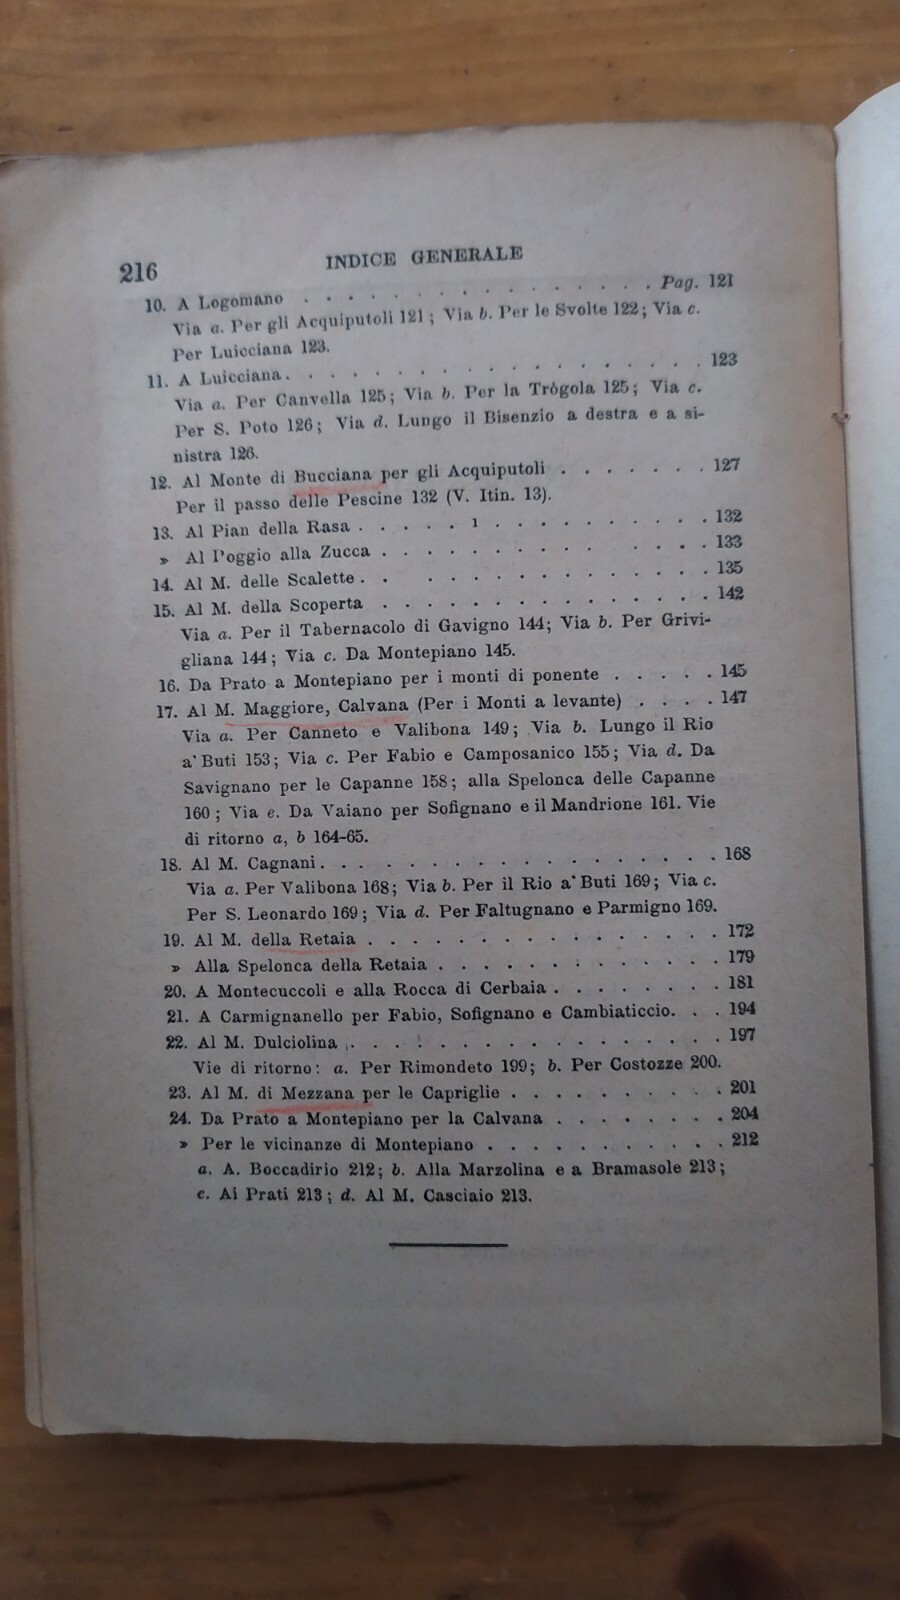 216 INDICE GENERALE
10. A Logomano . . . . . . . . . . . . . . . Pag. 121
Via a. Per gli Acquiputoli 121; Via b. Per le Svolte 122; Via c.
Per Luicciana 123.
11. A Luicciana. . . . . . . . . . . . . . . . . . 123
Via a. Per Canvella 125; Via b. Per la Trògola 125; Via c.
Per S. Poto 126; Via d. Lungo il Bisenzio a destra e a si-
nistra 126.
12. Al Monte di Bucciana per gli Acquiputoli . . . . . . . 127
Per il passo delle Pescine 132 (V. Itin. 13).
13. Al Pian della Rasa . . . . . . . . . . . . . . . 132
» Al Poggio alla Zucca . . . . . . . . . . . . . . 133
14. Al M. delle Scalette . . . . . . . . . . . . . . 135
15. Al M. della Scoperta . . . . . . . . . . . . . . 142
Via a. Per il Tabernacolo di Gavigno 144; Via b. Per Grivi-
gliana 144; Via c. Da Montepiano 145.
16. Da Prato a Montepiano per i monti di ponente . . . . . 145
17. Al M. Maggiore, Calvana (Per i Monti a levante) . . . . 147
Via a. Per Canneto e Valibona 149; Via b. Lungo il Rio
a' Buti 153; Via c. Per Fabio e Camposanico 155; Via d. Da
Savignano per le Capanne 158; alla Spelonca delle Capanne
160; Via e. Da Vaiano per Sofignano e il Mandrione 161. Vie
di ritorno a, b 164-65.
18. Al M. Cagnani. . . . . . . . . . . . . . . . . . 168
Via a. Per Valibona 168; Via b. Per il Rio a' Buti 169; Via c.
Per S. Leonardo 169; Via d. Per Faltugnano e Parmigno 169.
19. Al M. della Retaia . . . . . . . . . . . . . . . . 172
» Alla Spelonca della Retaia . . . . . . . . . . . . . 179
20. A Montecuccoli e alla Rocca di Cerbaia . . . . . . . . 181
21. A Carmignanello per Fabio, Sofignano e Cambiaticcio. . . 194
22. Al M. Dulciolina . . . . . . . . . . . . . . . . . 197
Vie di ritorno: a. Per Rimondeto 199; b. Per Costozze 200.
23. Al M. di Mezzana per le Capriglie . . . . . . . . . . 201
24. Da Prato a Montepiano per la Calvana . . . . . . . . 204
» Per le vicinanze di Montepiano . . . . . . . . . . . 212
a. A. Boccadirio 212; b. Alla Marzolina e a Bramasole 213;
c. Ai Prati 213; d. Al M. Casciaio 213.